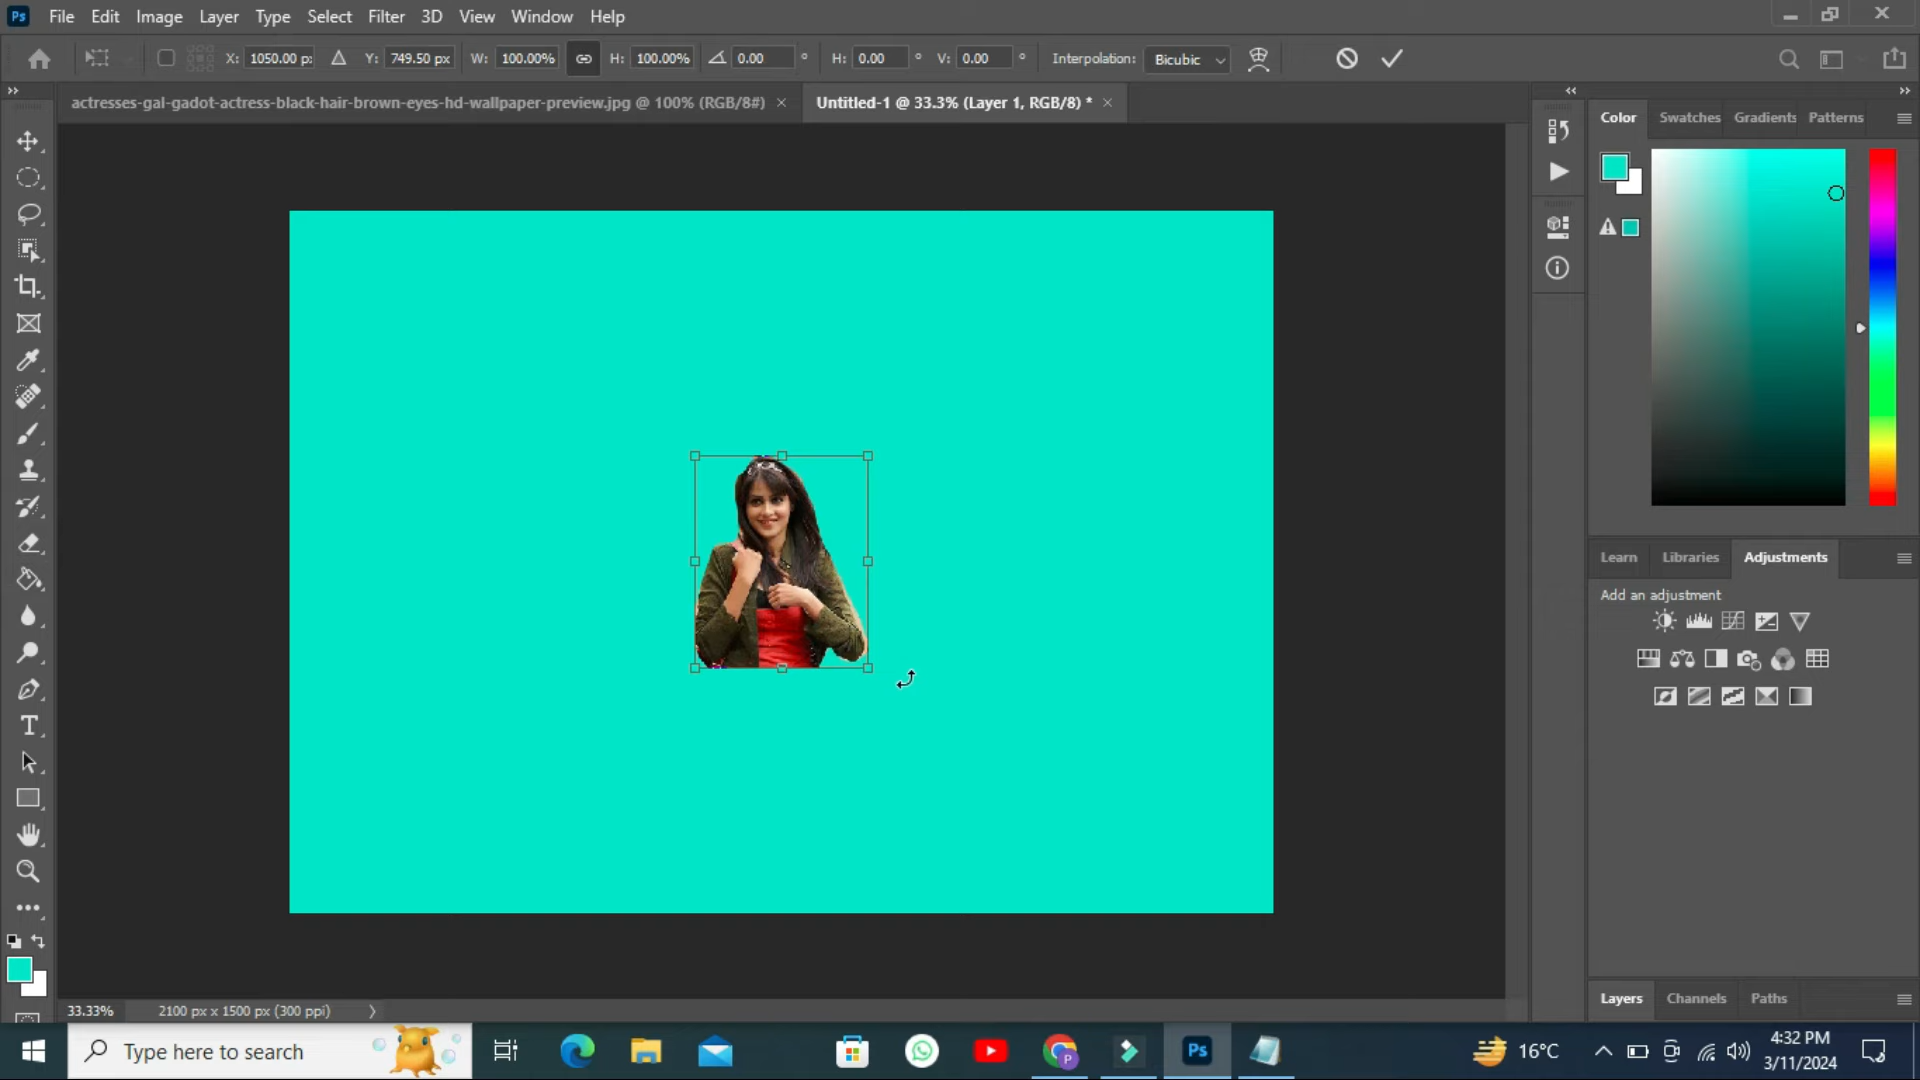 Ps File Edit Image Layer Type Select Filter 3D View Window Help
X: 1050.00 p: Y: 749.50 px W: 100.00% H: 100.00% 0.00 ° H: 0.00 ° V: 0.00 ° Interpolation: Bicubic
actresses-gal-gadot-actress-black-hair-brown-eyes-hd-wallpaper-preview.jpg @ 100% (RGB/8#) × Untitled-1 @ 33.3% (Layer 1, RGB/8) * ×
Color Swatches Gradients Patterns
Learn Libraries Adjustments
Add an adjustment
Layers Channels Paths
33.33% 2100 px x 1500 px (300 ppi)
Type here to search
P
Ps
16°C
4:32 PM
3/11/2024